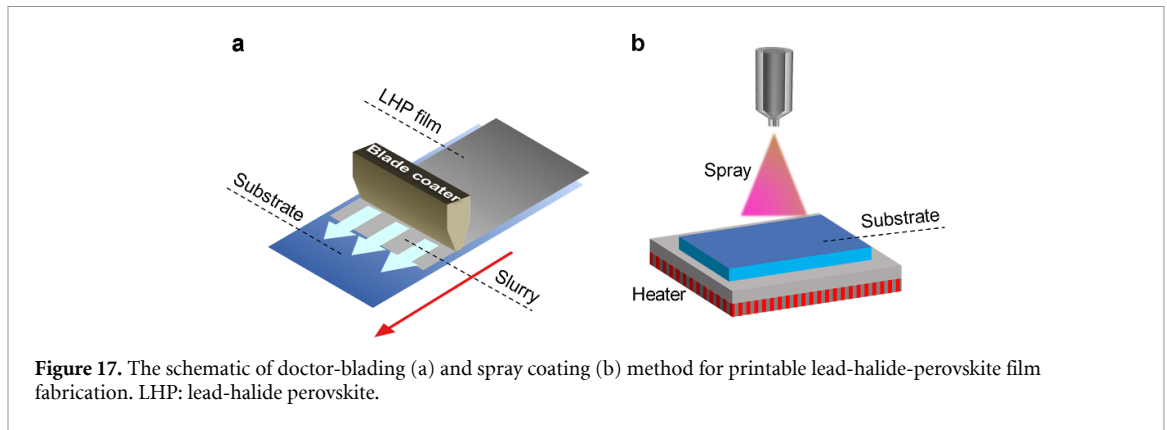 a
LHP film
Blade coater
Substrate
Slurry
b
Spray
Substrate
Heater
Figure 17. The schematic of doctor-blading (a) and spray coating (b) method for printable lead-halide-perovskite film
fabrication. LHP: lead-halide perovskite.